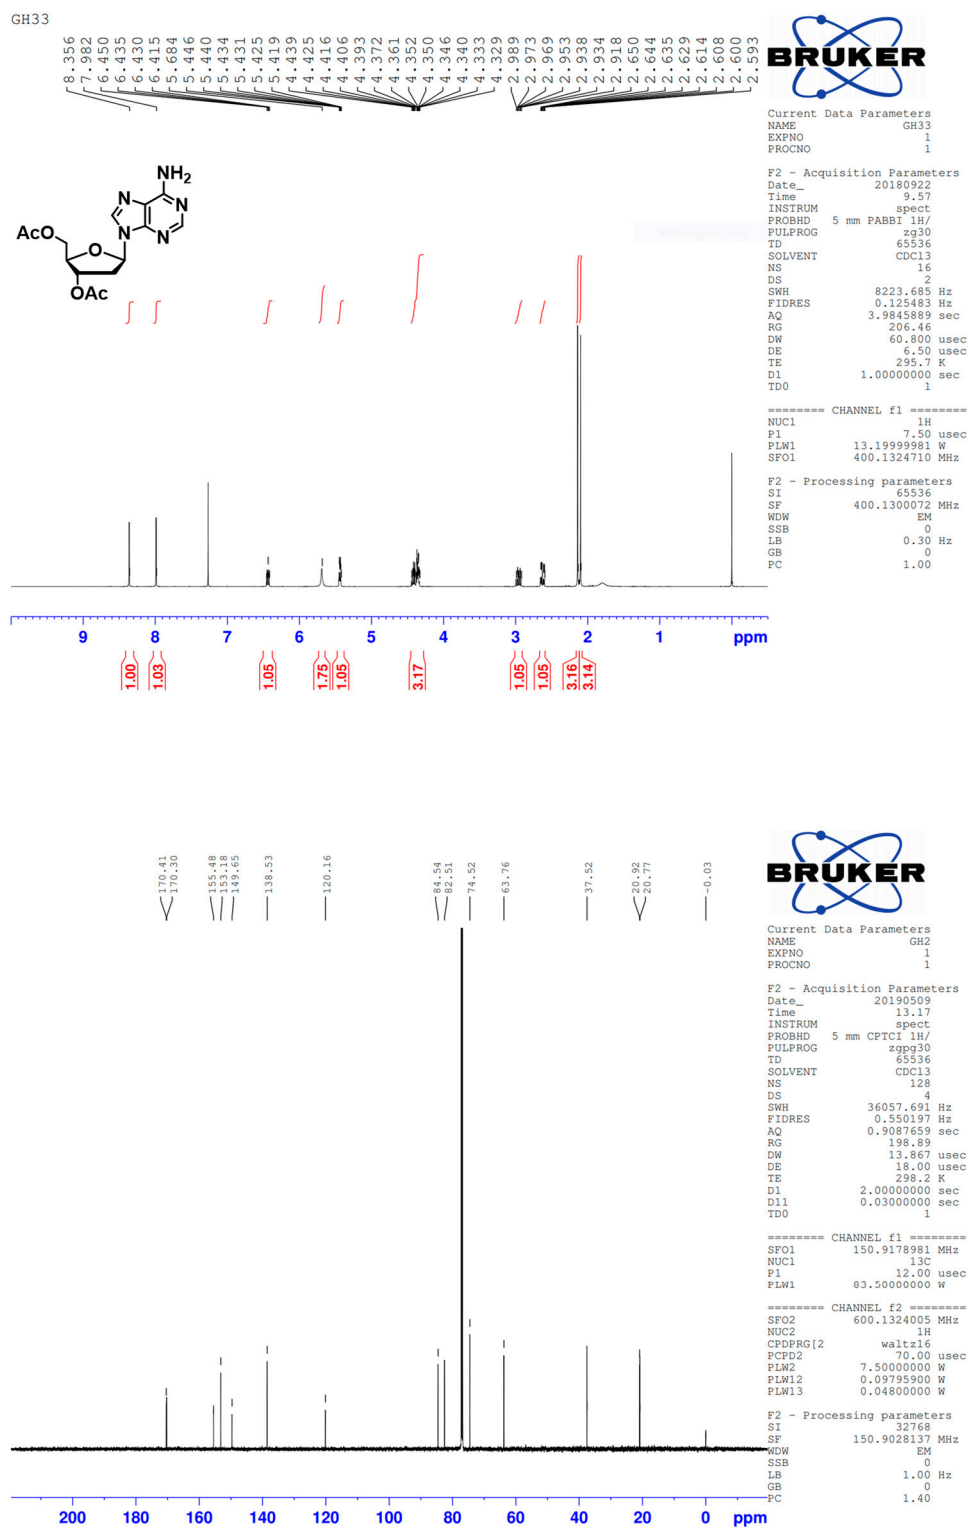 GH33
8.356
7.982
6.450
6.435
6.430
6.415
5.684
5.446
5.440
5.434
5.431
5.425
5.419
4.439
4.425
4.416
4.406
4.393
4.372
4.361
4.352
4.350
4.346
4.340
4.333
4.329
2.989
2.973
2.969
2.953
2.938
2.934
2.918
2.650
2.644
2.635
2.629
2.614
2.608
2.600
2.593
BRUKER
Current Data Parameters
NAME GH33
EXPNO 1
PROCNO 1
F2 - Acquisition Parameters
Date_ 20180922
Time 9.57
INSTRUM spect
PROBHD 5 mm PABBI 1H/
PULPROG zg30
TD 65536
SOLVENT CDCl3
NS 16
DS 2
SWH 8223.685 Hz
FIDRES 0.125483 Hz
AQ 3.9845889 sec
RG 206.46
DW 60.800 usec
DE 6.50 usec
TE 295.7 K
D1 1.00000000 sec
TD0 1
======== CHANNEL f1 ========
NUC1 1H
P1 7.50 usec
PLW1 13.19999981 W
SFO1 400.1324710 MHz
F2 - Processing parameters
SI 65536
SF 400.1300072 MHz
WDW EM
SSB 0
LB 0.30 Hz
GB 0
PC 1.00
NH2
N N
N N
AcO
O
OAc
9 8 7 6 5 4 3 2 1 ppm
1.00
1.03
1.05
1.75
1.05
3.17
1.05
1.05
3.16
3.14
170.41
170.30
155.48
153.18
149.65
138.53
120.16
84.54
82.51
74.52
63.76
37.52
20.92
20.77
-0.03
BRUKER
Current Data Parameters
NAME GH2
EXPNO 1
PROCNO 1
F2 - Acquisition Parameters
Date_ 20190509
Time 13.17
INSTRUM spect
PROBHD 5 mm CPTCI 1H/
PULPROG zgpg30
TD 65536
SOLVENT CDCl3
NS 128
DS 4
SWH 36057.691 Hz
FIDRES 0.550197 Hz
AQ 0.9087659 sec
RG 198.89
DW 13.867 usec
DE 18.00 usec
TE 298.2 K
D1 2.00000000 sec
D11 0.03000000 sec
TD0 1
======== CHANNEL f1 ========
SFO1 150.9178981 MHz
NUC1 13C
P1 12.00 usec
PLW1 83.50000000 W
======== CHANNEL f2 ========
SFO2 600.1324005 MHz
NUC2 1H
CPDPRG[2 waltz16
PCPD2 70.00 usec
PLW2 7.50000000 W
PLW12 0.09795900 W
PLW13 0.04800000 W
F2 - Processing parameters
SI 32768
SF 150.9028137 MHz
WDW EM
SSB 0
LB 1.00 Hz
GB 0
PC 1.40
200 180 160 140 120 100 80 60 40 20 0 ppm